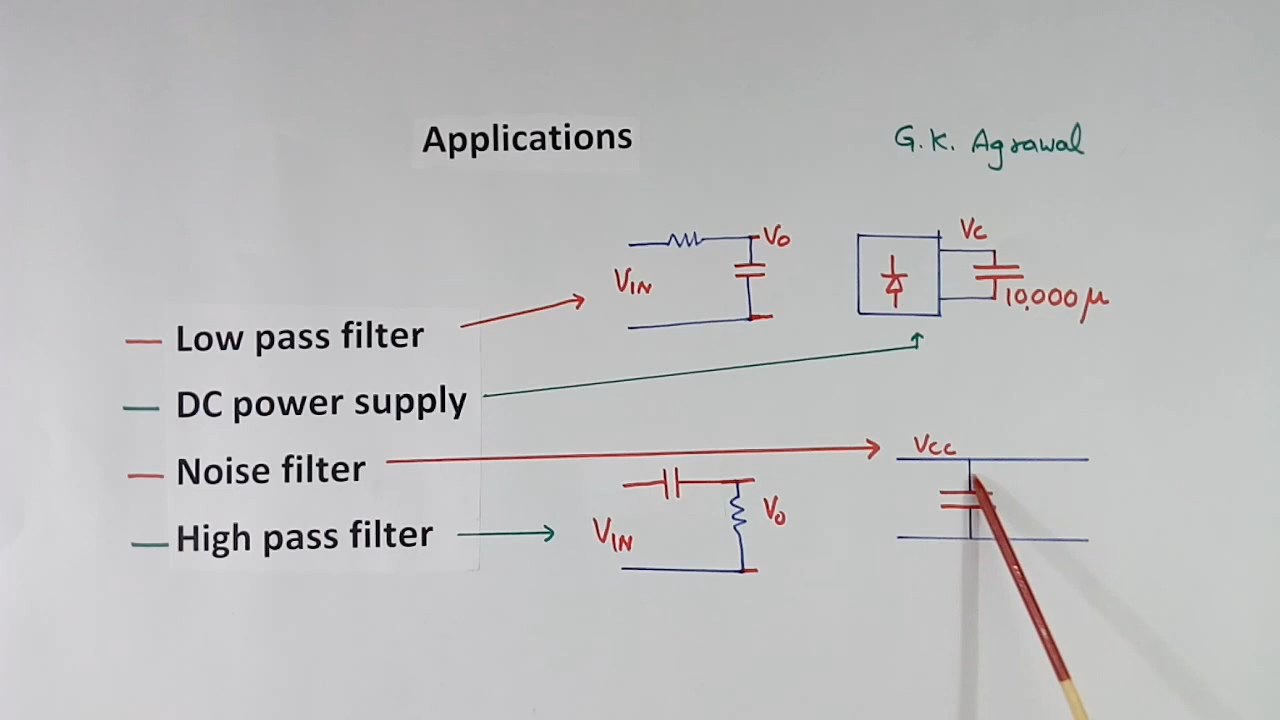 Applications
G.K. Agrawal
Vo
VIN
Vc
10,000 µ
— Low pass filter
— DC power supply
— Noise filter
— High pass filter
Vcc
VIN
Vo